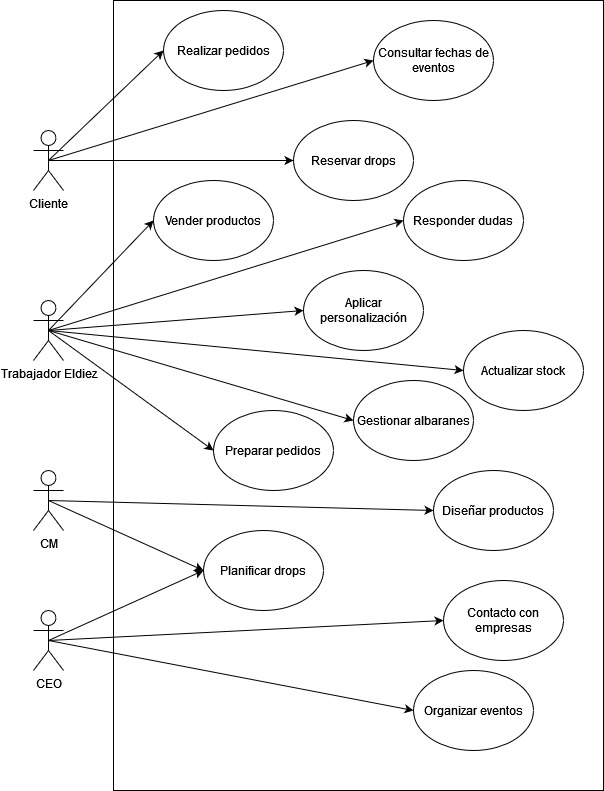 Realizar pedidos
Consultar fechas de
eventos
Reservar drops
Cliente
Vender productos
Responder dudas
Aplicar
personalización
Trabajador Eldiez
Actualizar stock
Gestionar albaranes
Preparar pedidos
Diseñar productos
CM
Planificar drops
Contacto con
empresas
CEO
Organizar eventos